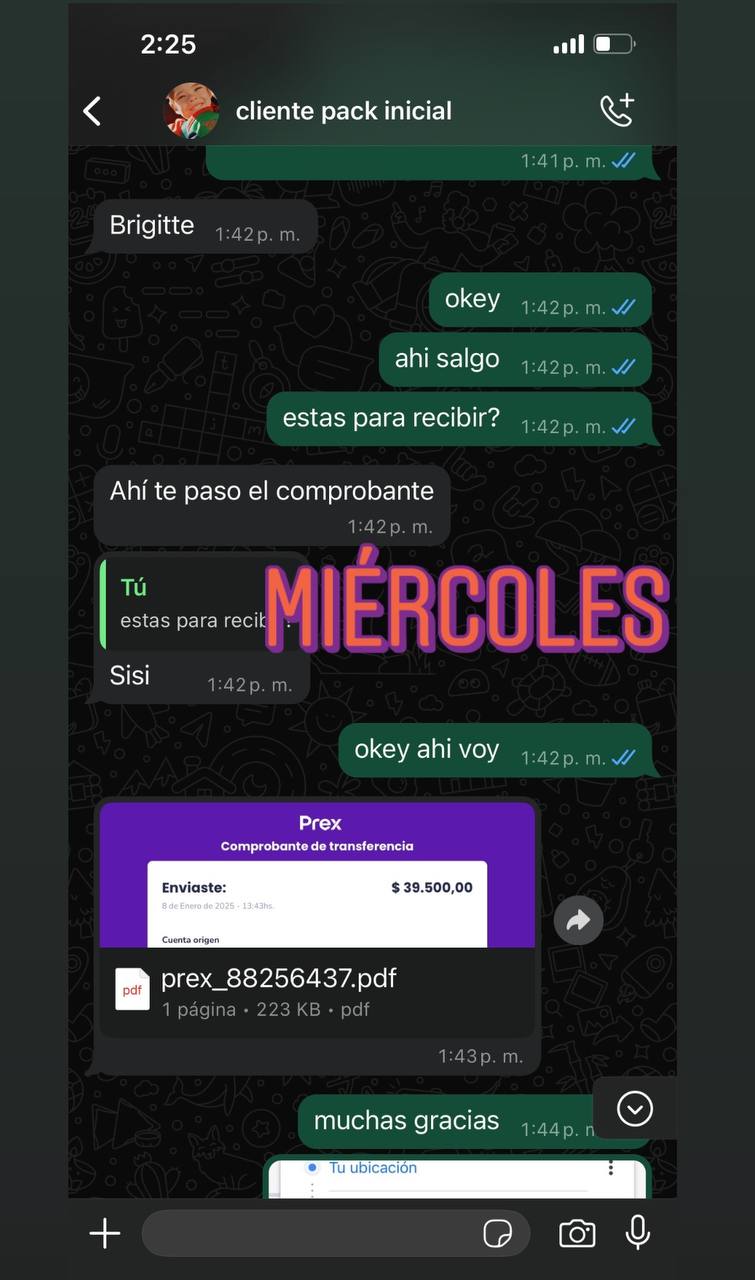 2:25
cliente pack inicial
1:41 p. m.
Brigitte 1:42 p. m.
okey 1:42 p. m.
ahi salgo 1:42 p. m.
estas para recibir? 1:42 p. m.
Ahí te paso el comprobante
1:42 p. m.
Tú
estas para
MIÉRCOLES
Sisi 1:42 p. m.
okey ahi voy 1:42 p. m.
Prex
Comprobante de transferencia
Enviaste: $ 39.500,00
8 de Enero de 2025 - 13:43hs.
Cuenta origen
pdf
prex_88256437.pdf
1 página • 223 KB • pdf
1:43 p. m.
muchas gracias 1:44 p.
Tu ubicación